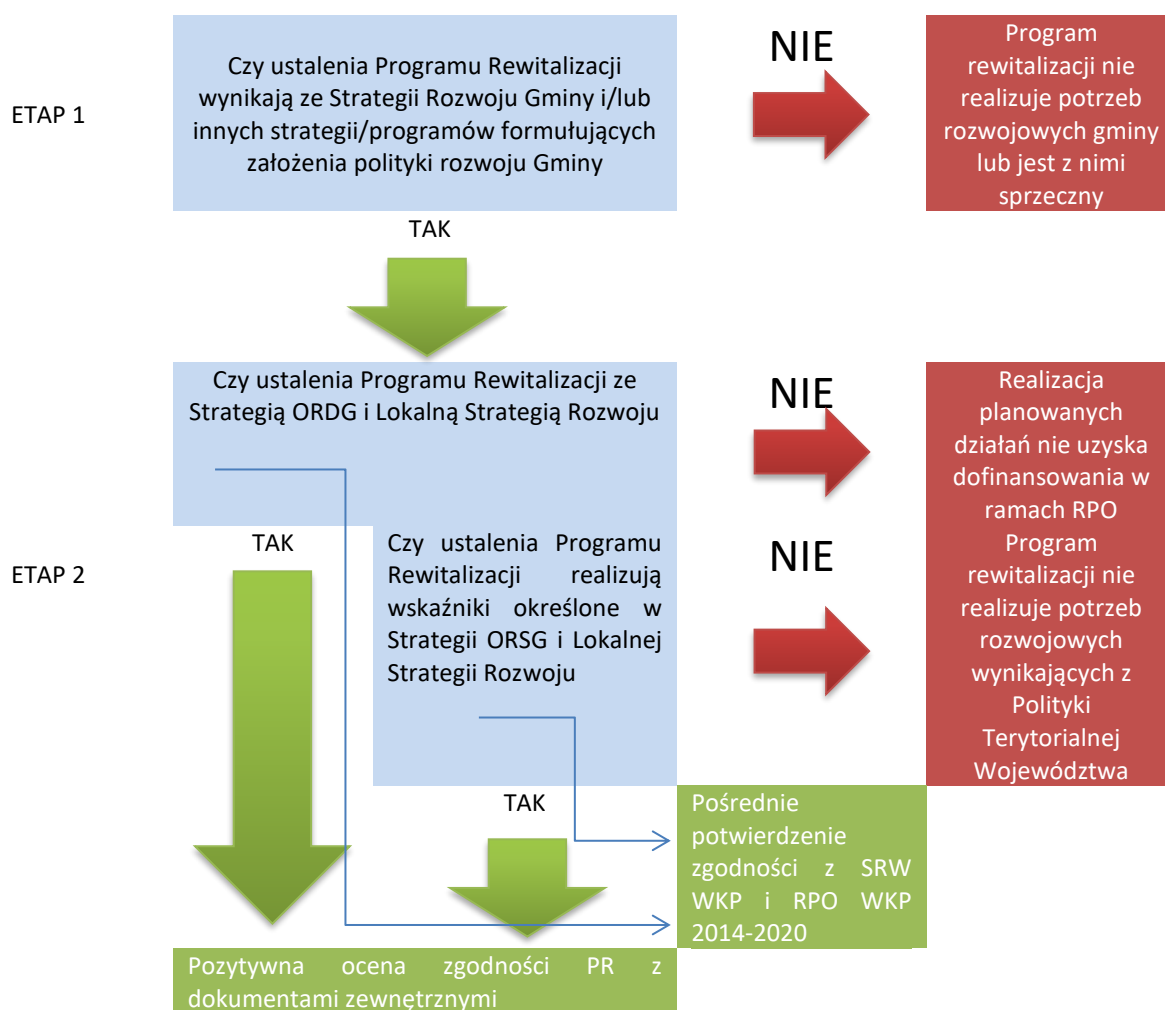 ETAP 1
Czy ustalenia Programu Rewitalizacji
wynikają ze Strategii Rozwoju Gminy i/lub
innych strategii/programów formułujących
założenia polityki rozwoju Gminy
NIE
Program
rewitalizacji nie
realizuje potrzeb
rozwojowych gminy
lub jest z nimi
sprzeczny
TAK
Czy ustalenia Programu Rewitalizacji ze
Strategią ORDG i Lokalną Strategią Rozwoju
NIE
Realizacja
planowanych
działań nie uzyska
dofinansowania w
ramach RPO
ETAP 2
TAK
Czy ustalenia Programu
Rewitalizacji realizują
wskaźniki określone w
Strategii ORSG i Lokalnej
Strategii Rozwoju
NIE
Program
rewitalizacji nie
realizuje potrzeb
rozwojowych
wynikających z
Polityki
Terytorialnej
Województwa
TAK
Pośrednie
potwierdzenie
zgodności z SRW
WKP i RPO WKP
2014-2020
Pozytywna ocena zgodności PR z
dokumentami zewnętrznymi